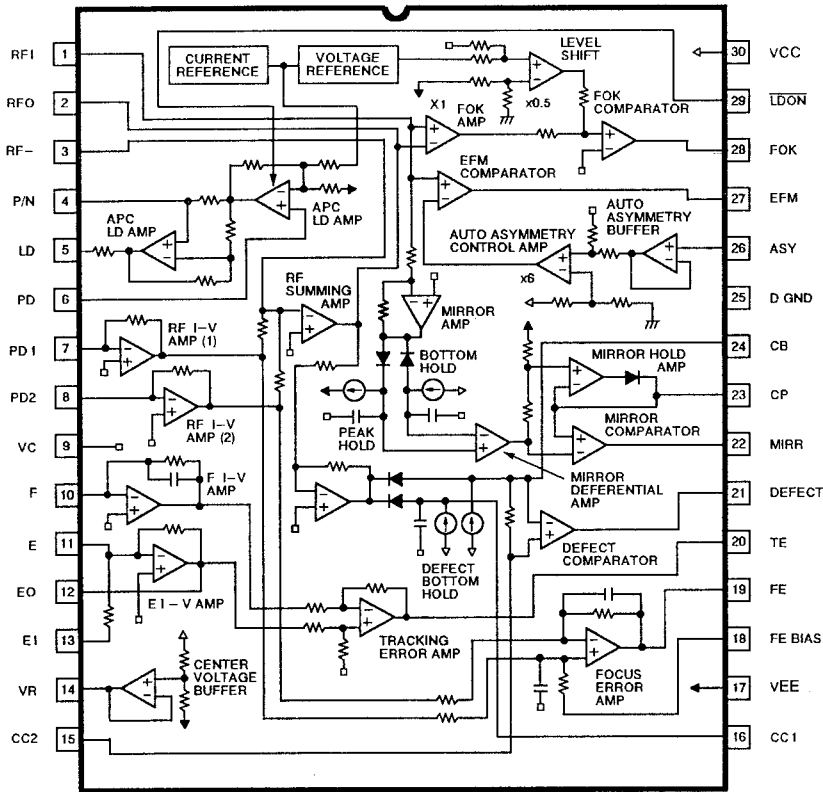 RFI 1
RFO 2
RF- 3
P/N 4
LD 5
PD 6
PD1 7
PD2 8
VC 9
F 10
E 11
EO 12
EI 13
VR 14
CC2 15
30 VCC
29 LDON
28 FOK
27 EFM
26 ASY
25 D GND
24 CB
23 CP
22 MIRR
21 DEFECT
20 TE
19 FE
18 FE BIAS
17 VEE
16 CC1
CURRENT
REFERENCE
VOLTAGE
REFERENCE
LEVEL
SHIFT
x0.5
X1
FOK
AMP
FOK
COMPARATOR
EFM
COMPARATOR
APC
LD AMP
APC
LD AMP
AUTO
ASYMMETRY
BUFFER
AUTO ASYMMETRY
CONTROL AMP
x6
RF
SUMMING
AMP
MIRROR
AMP
RF I-V
AMP (1)
BOTTOM
HOLD
MIRROR HOLD
AMP
RF I-V
AMP (2)
PEAK
HOLD
MIRROR
COMPARATOR
MIRROR
DEFERENTIAL
AMP
F I-V
AMP
DEFECT
COMPARATOR
DEFECT
BOTTOM
HOLD
E I-V AMP
TRACKING
ERROR AMP
CENTER
VOLTAGE
BUFFER
FOCUS
ERROR
AMP